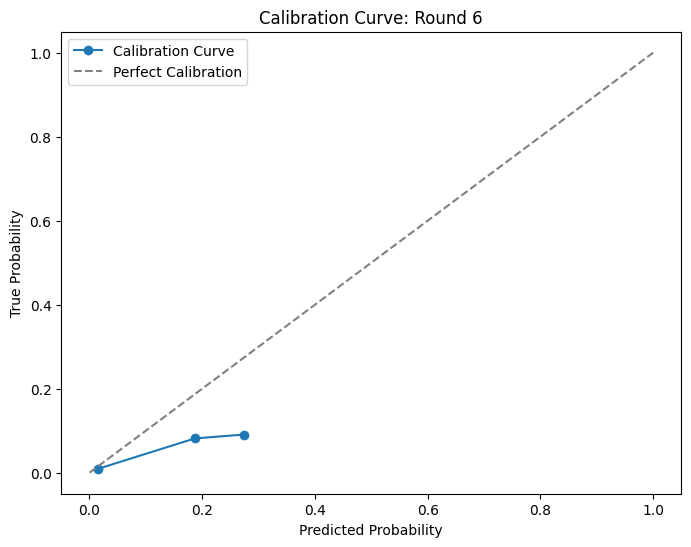 Calibration Curve: Round 6
Calibration Curve
Perfect Calibration
True Probability
1.0
0.8
0.6
0.4
0.2
0.0
0.0 0.2 0.4 0.6 0.8 1.0
Predicted Probability